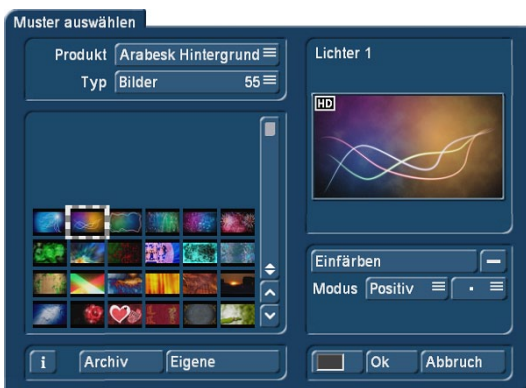 Muster auswählen
Produkt Arabesk Hintergrund
Typ Bilder 55
Lichter 1
HD
Einfärben
Modus Positiv
i Archiv Eigene
Ok Abbruch